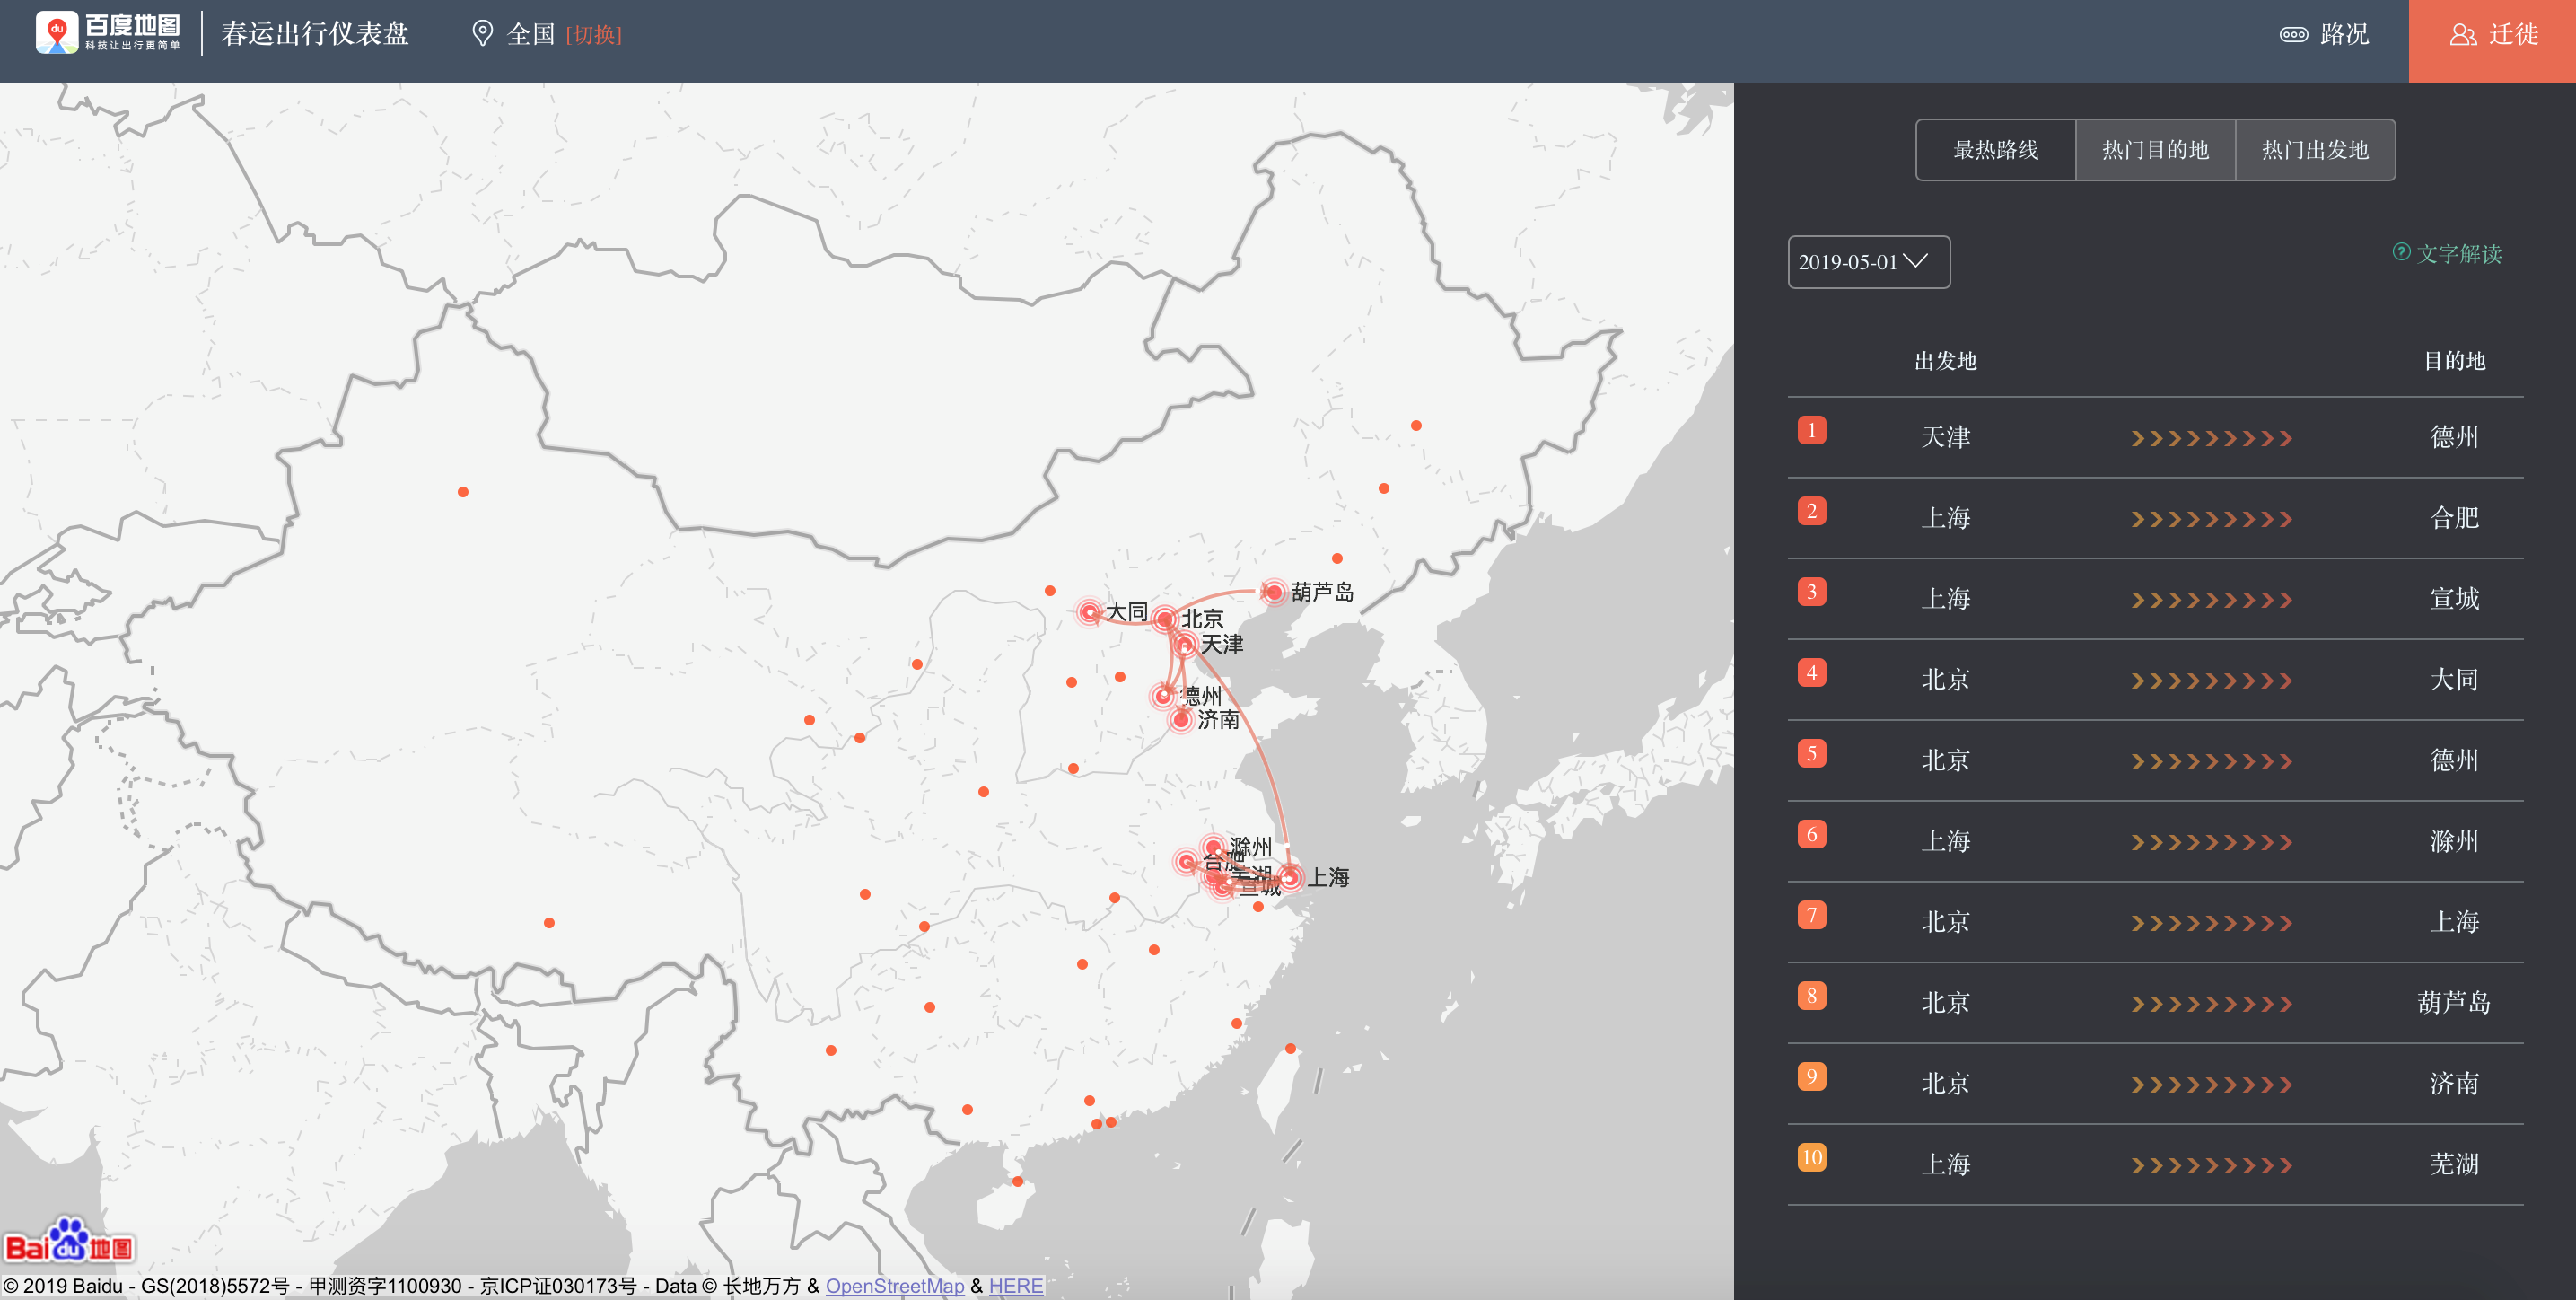 百度地图
科技让出行更简单
春运出行仪表盘
全国 [切换]
路况
迁徙
最热路线 热门目的地 热门出发地
2019-05-01
文字解读
出发地 目的地
1 天津 德州
2 上海 合肥
3 上海 宣城
4 北京 大同
5 北京 德州
6 上海 滁州
7 北京 上海
8 北京 葫芦岛
9 北京 济南
10 上海 芜湖
葫芦岛
大同
北京
天津
德州
济南
滁州
合肥
芜湖
宣城
上海
Bai du 地图
© 2019 Baidu - GS(2018)5572号 - 甲测资字1100930 - 京ICP证030173号 - Data © 长地万方 & OpenStreetMap & HERE